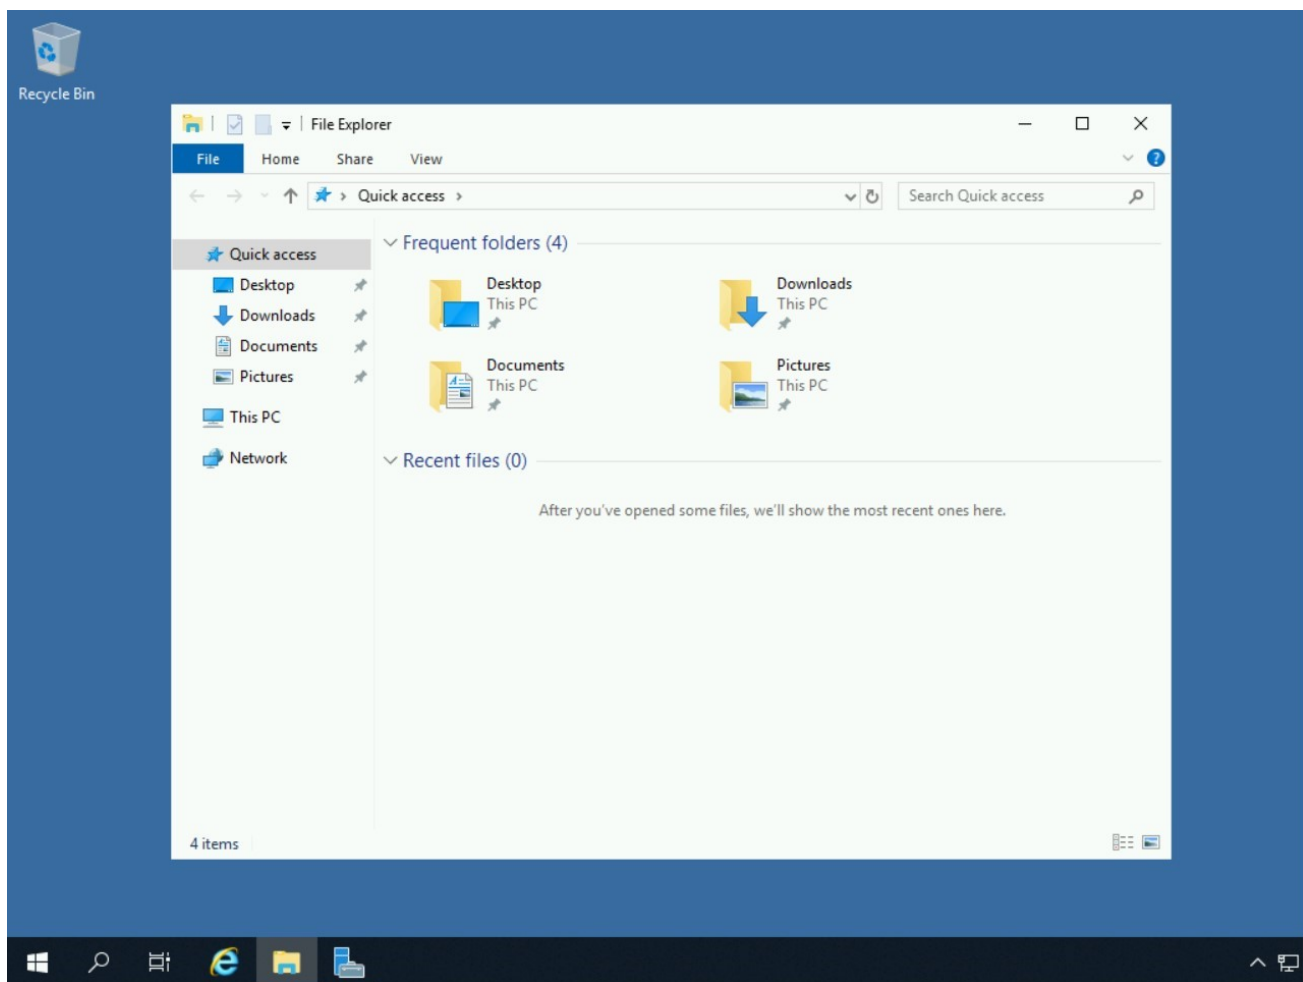 Recycle Bin
File Explorer
File Home Share View
Quick access
Search Quick access
Quick access
Desktop
Downloads
Documents
Pictures
This PC
Network
Frequent folders (4)
Desktop
This PC
Downloads
This PC
Documents
This PC
Pictures
This PC
Recent files (0)
After you've opened some files, we'll show the most recent ones here.
4 items